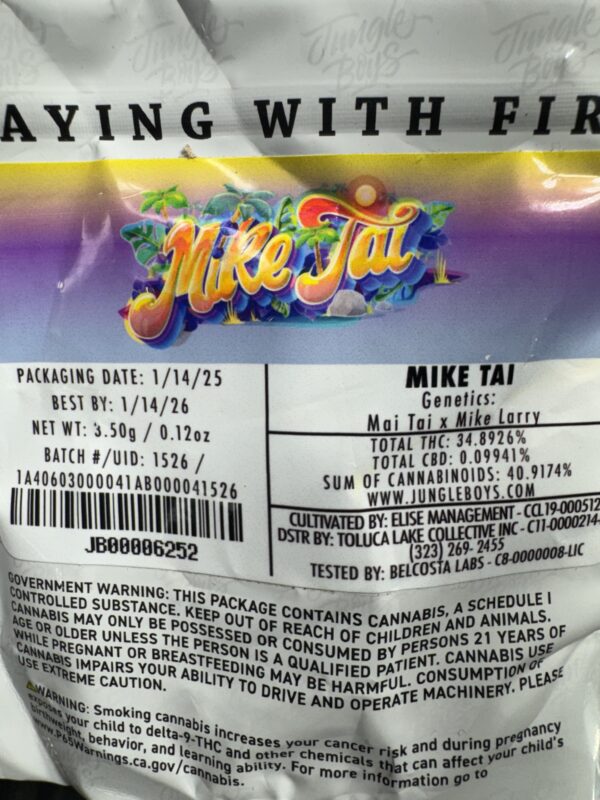 Jungle Boys
Jungle Boys
AYING WITH FIR
Mike Tai
PACKAGING DATE: 1/14/25
BEST BY: 1/14/26
NET WT: 3.50g / 0.12oz
BATCH #/UID: 1526 /
1A40603000041AB000041526
JB00006252
MIKE TAI
Genetics:
Mai Tai x Mike Larry
TOTAL THC: 34.8926%
TOTAL CBD: 0.09941%
SUM OF CANNABINOIDS: 40.9174%
WWW.JUNGLEBOYS.COM
CULTIVATED BY: ELISE MANAGEMENT - CCL19-000512
DSTR BY: TOLUCA LAKE COLLECTIVE INC - C11-0000214-
(323) 269- 2455
TESTED BY: BELCOSTA LABS - C8-0000008-LIC
GOVERNMENT WARNING: THIS PACKAGE CONTAINS CANNABIS, A SCHEDULE I
CONTROLLED SUBSTANCE. KEEP OUT OF REACH OF CHILDREN AND ANIMALS.
CANNABIS MAY ONLY BE POSSESSED OR CONSUMED BY PERSONS 21 YEARS OF
AGE OR OLDER UNLESS THE PERSON IS A QUALIFIED PATIENT. CANNABIS USE
WHILE PREGNANT OR BREASTFEEDING MAY BE HARMFUL. CONSUMPTION OF
CANNABIS IMPAIRS YOUR ABILITY TO DRIVE AND OPERATE MACHINERY. PLEASE
USE EXTREME CAUTION.
WARNING: Smoking cannabis increases your cancer risk and during pregnancy
exposes your child to delta-9-THC and other chemicals that can affect your child's
birthweight, behavior, and learning ability. For more information go to
www.P65Warnings.ca.gov/cannabis.